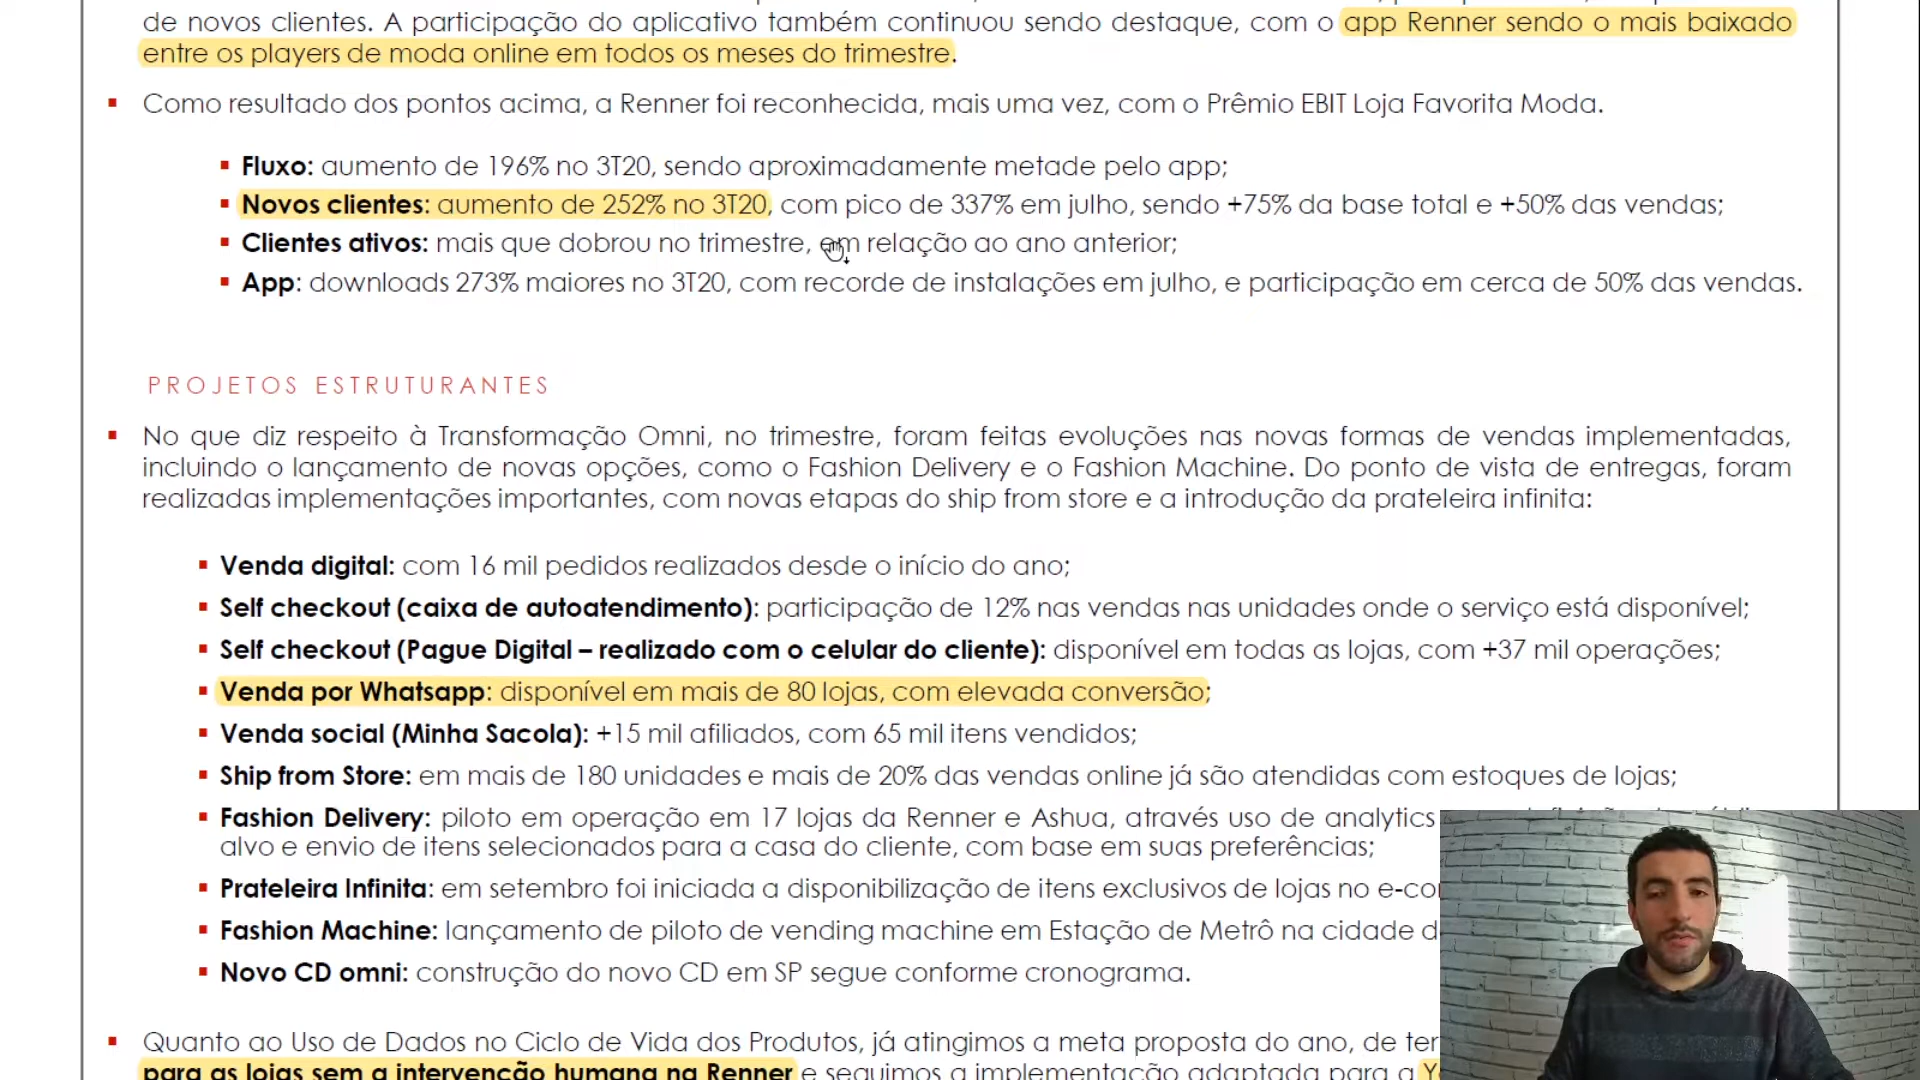 de novos clientes. A participação do aplicativo também continuou sendo destaque, com o app Renner sendo o mais baixado
entre os players de moda online em todos os meses do trimestre.
▪ Como resultado dos pontos acima, a Renner foi reconhecida, mais uma vez, com o Prêmio EBIT Loja Favorita Moda.
▪ Fluxo: aumento de 196% no 3T20, sendo aproximadamente metade pelo app;
▪ Novos clientes: aumento de 252% no 3T20, com pico de 337% em julho, sendo +75% da base total e +50% das vendas;
▪ Clientes ativos: mais que dobrou no trimestre, em relação ao ano anterior;
▪ App: downloads 273% maiores no 3T20, com recorde de instalações em julho, e participação em cerca de 50% das vendas.
PROJETOS ESTRUTURANTES
▪ No que diz respeito à Transformação Omni, no trimestre, foram feitas evoluções nas novas formas de vendas implementadas,
incluindo o lançamento de novas opções, como o Fashion Delivery e o Fashion Machine. Do ponto de vista de entregas, foram
realizadas implementações importantes, com novas etapas do ship from store e a introdução da prateleira infinita:
▪ Venda digital: com 16 mil pedidos realizados desde o início do ano;
▪ Self checkout (caixa de autoatendimento): participação de 12% nas vendas nas unidades onde o serviço está disponível;
▪ Self checkout (Pague Digital – realizado com o celular do cliente): disponível em todas as lojas, com +37 mil operações;
▪ Venda por Whatsapp: disponível em mais de 80 lojas, com elevada conversão;
▪ Venda social (Minha Sacola): +15 mil afiliados, com 65 mil itens vendidos;
▪ Ship from Store: em mais de 180 unidades e mais de 20% das vendas online já são atendidas com estoques de lojas;
▪ Fashion Delivery: piloto em operação em 17 lojas da Renner e Ashua, através uso de analytics
alvo e envio de itens selecionados para a casa do cliente, com base em suas preferências;
▪ Prateleira Infinita: em setembro foi iniciada a disponibilização de itens exclusivos de lojas no
▪ Fashion Machine: lançamento de piloto de vending machine em Estação de Metrô na cidade
▪ Novo CD omni: construção do novo CD em SP segue conforme cronograma.
▪ Quanto ao Uso de Dados no Ciclo de Vida dos Produtos, já atingimos a meta proposta do ano, de
para as lojas sem a intervenção humana na Renner e seguimos a implementação adaptada para a